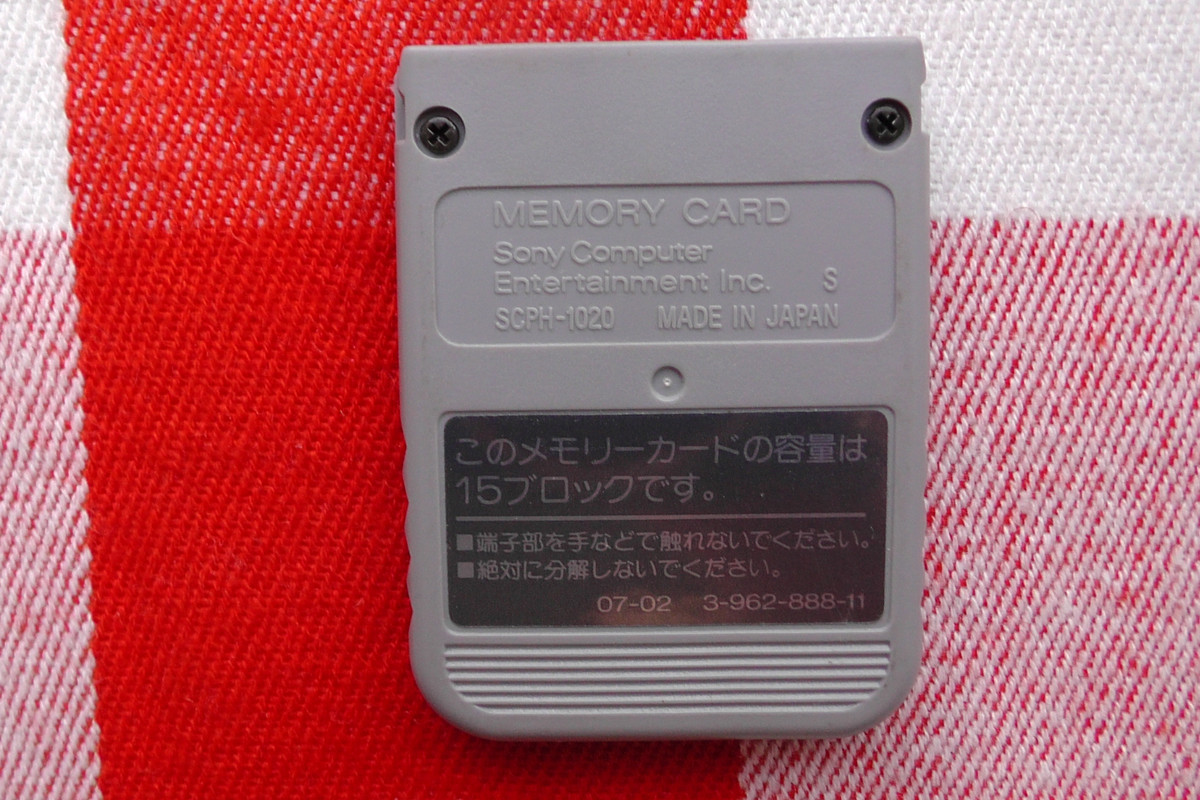 MEMORY CARD
Sony Computer
Entertainment Inc. S
SCPH-1020 MADE IN JAPAN
このメモリーカードの容量は
15ブロックです。
■端子部を手などで触れないでください。
■絶対に分解しないでください。
07-02 3-962-888-11